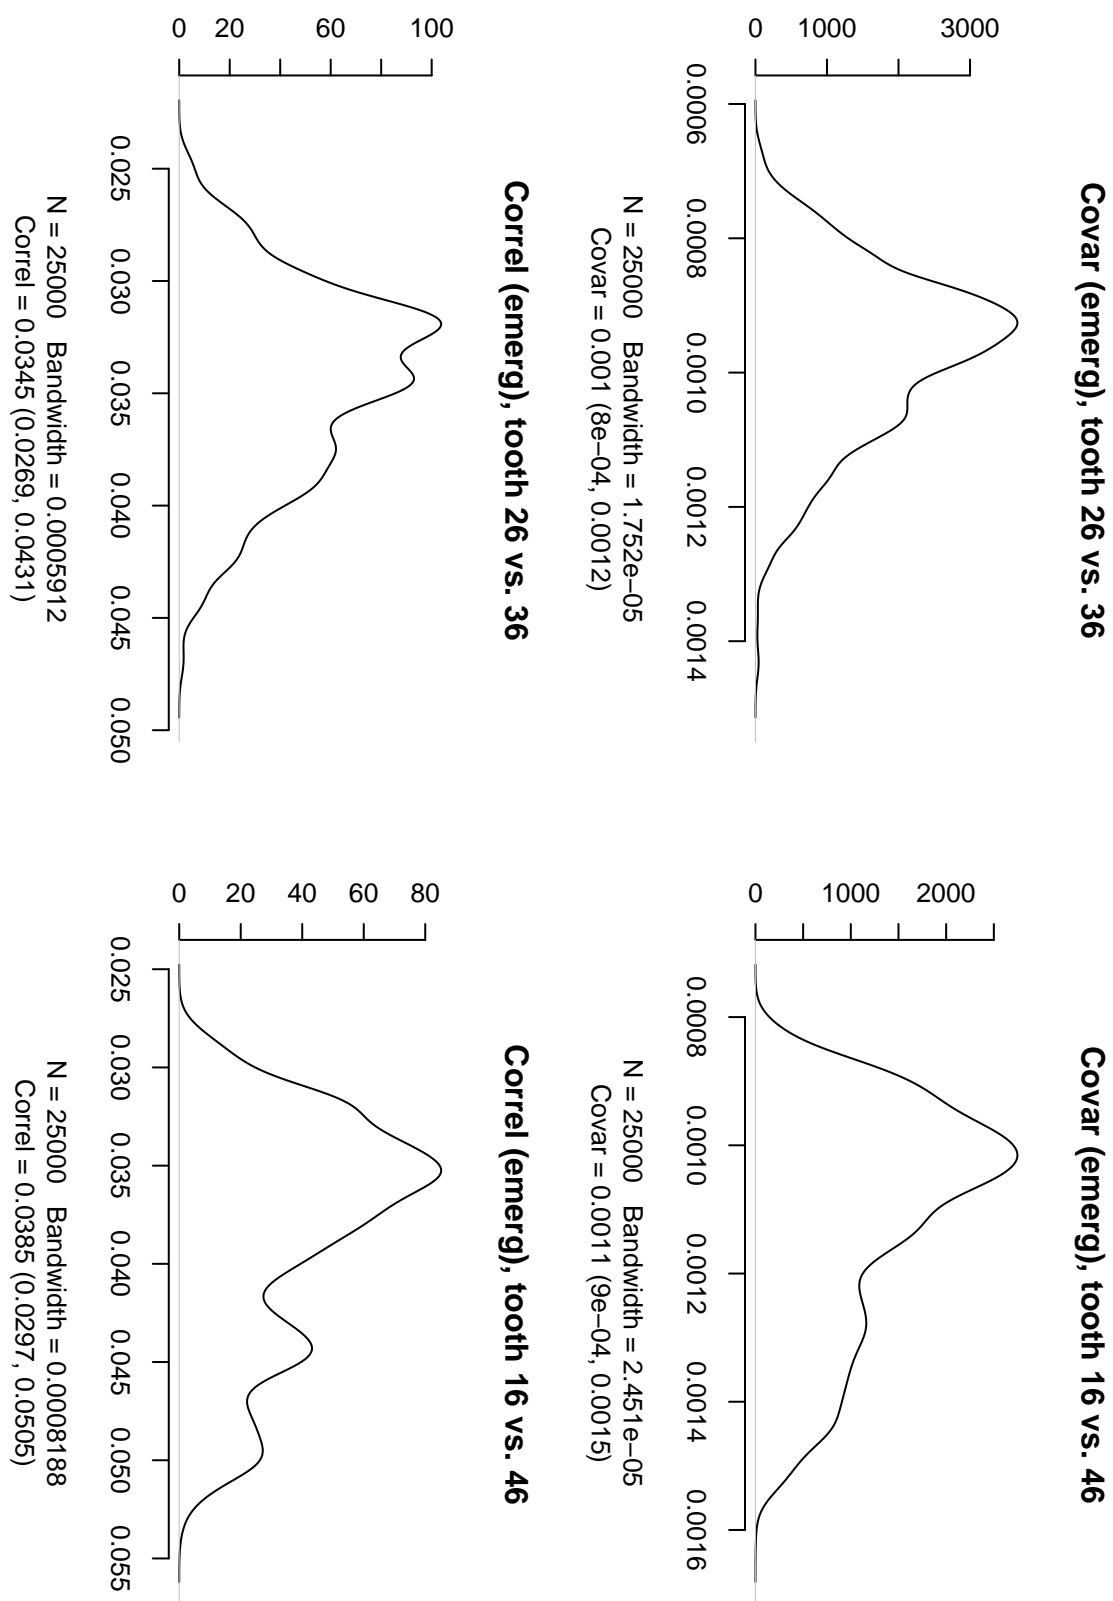 Covar (emerg), tooth 26 vs. 36
0 1000 3000
0.0006 0.0008 0.0010 0.0012 0.0014
N = 25000 Bandwidth = 1.752e−05
Covar = 0.001 (8e−04, 0.0012)
Covar (emerg), tooth 16 vs. 46
0 1000 2000
0.0008 0.0010 0.0012 0.0014 0.0016
N = 25000 Bandwidth = 2.451e−05
Covar = 0.0011 (9e−04, 0.0015)
Correl (emerg), tooth 26 vs. 36
0 20 60 100
0.025 0.030 0.035 0.040 0.045 0.050
N = 25000 Bandwidth = 0.0005912
Correl = 0.0345 (0.0269, 0.0431)
Correl (emerg), tooth 16 vs. 46
0 20 40 60 80
0.025 0.030 0.035 0.040 0.045 0.050 0.055
N = 25000 Bandwidth = 0.0008188
Correl = 0.0385 (0.0297, 0.0505)